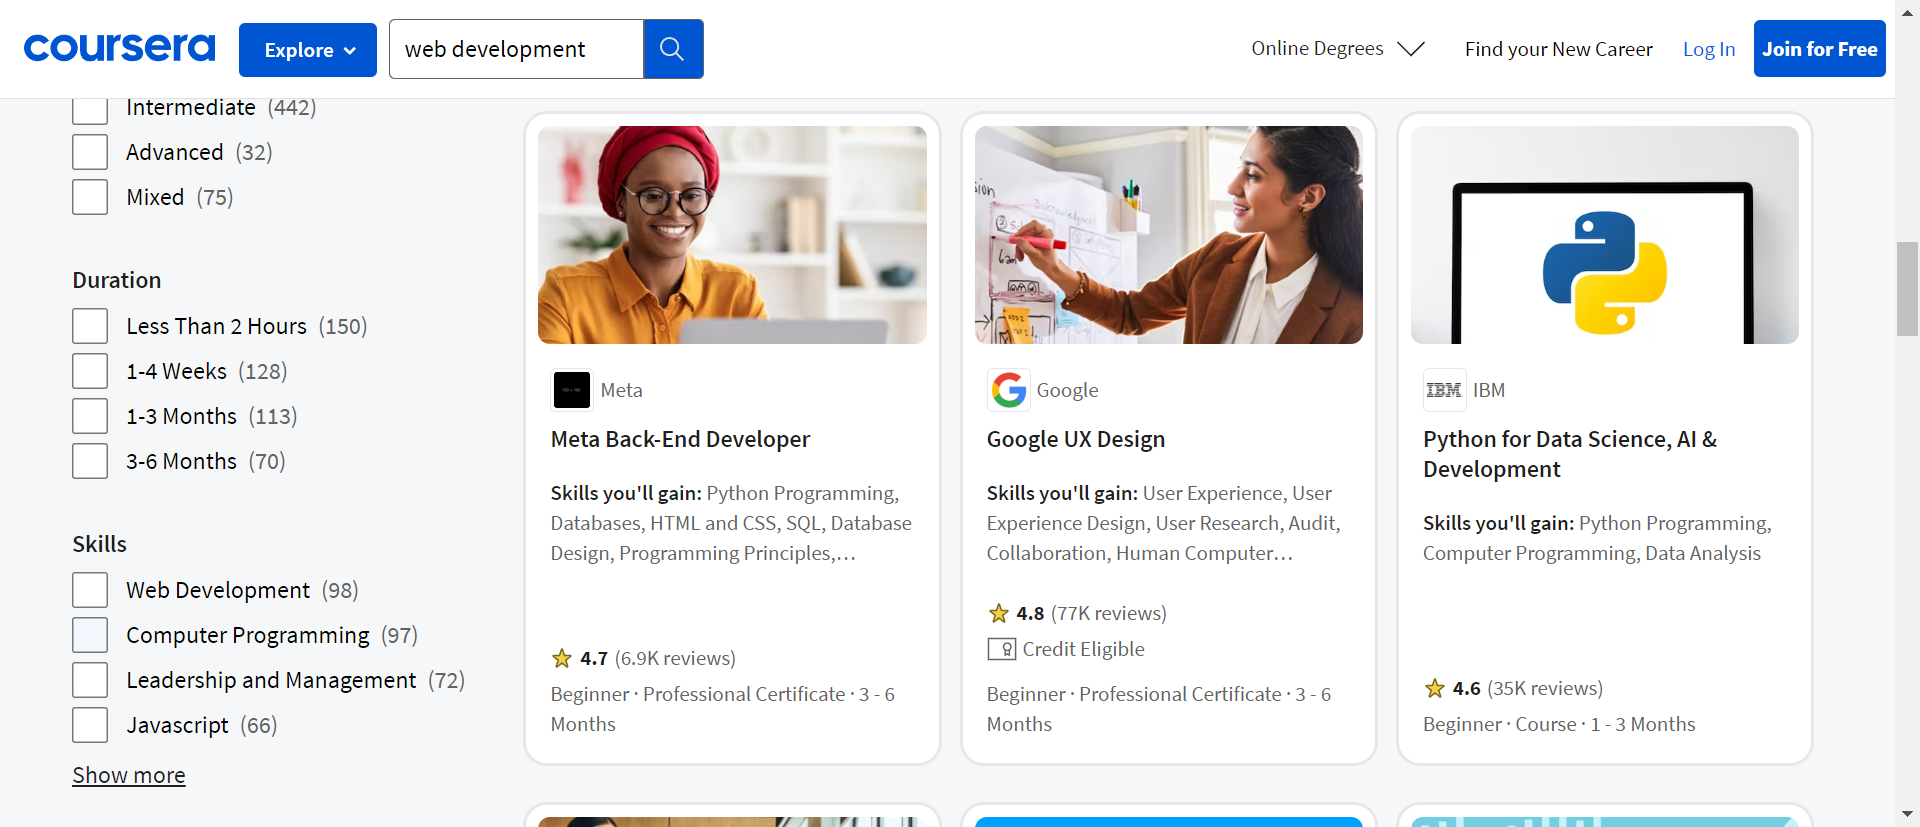 coursera
Explore
web development
Online Degrees
Find your New Career
Log In
Join for Free
Intermediate (442)
Advanced (32)
Mixed (75)
Duration
Less Than 2 Hours (150)
1-4 Weeks (128)
1-3 Months (113)
3-6 Months (70)
Skills
Web Development (98)
Computer Programming (97)
Leadership and Management (72)
Javascript (66)
Show more
Meta
Meta Back-End Developer
Skills you'll gain: Python Programming,
Databases, HTML and CSS, SQL, Database
Design, Programming Principles,…
4.7 (6.9K reviews)
Beginner · Professional Certificate · 3 - 6
Months
Google
Google UX Design
Skills you'll gain: User Experience, User
Experience Design, User Research, Audit,
Collaboration, Human Computer…
4.8 (77K reviews)
Credit Eligible
Beginner · Professional Certificate · 3 - 6
Months
IBM
IBM
Python for Data Science, AI &
Development
Skills you'll gain: Python Programming,
Computer Programming, Data Analysis
4.6 (35K reviews)
Beginner · Course · 1 - 3 Months